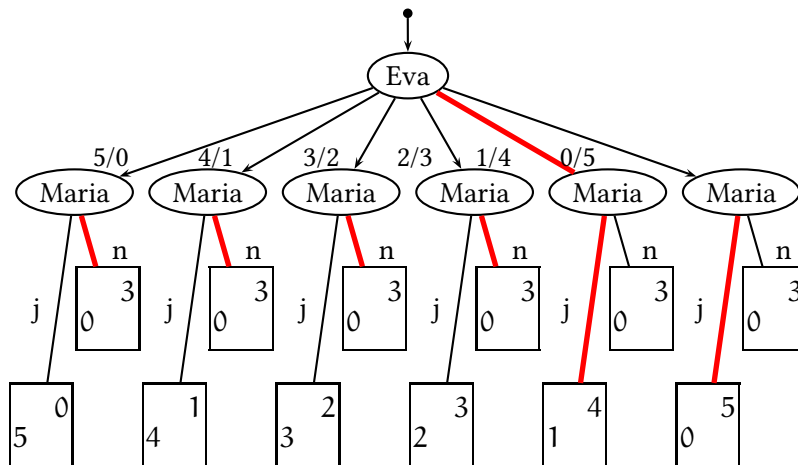 Eva
5/0 4/1 3/2 2/3 1/4 0/5
Maria Maria Maria Maria Maria Maria
n n n n n n
3 3 3 3 3 3
0 0 0 0 0 0
j j j j j j
0 1 2 3 4 5
5 4 3 2 1 0